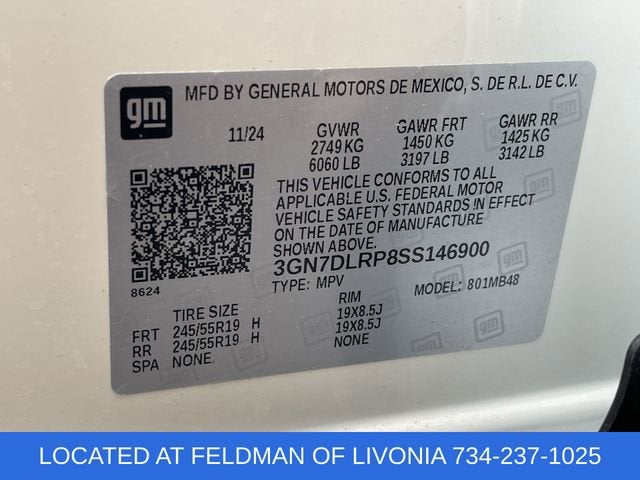 gm
MFD BY GENERAL MOTORS DE MEXICO, S. DE R.L. DE C.V.
11/24 GVWR GAWR FRT GAWR RR
2749 KG 1450 KG 1425 KG
6060 LB 3197 LB 3142 LB
THIS VEHICLE CONFORMS TO ALL
APPLICABLE U.S. FEDERAL MOTOR
VEHICLE SAFETY STANDARDS IN EFFECT
ON THE DATE OF MANUFACTURE
SHOWN ABOVE.
3GN7DLRP8SS146900
8624 TYPE: MPV MODEL: 801MB48
TIRE SIZE RIM
FRT 245/55R19 H 19X8.5J
RR 245/55R19 H 19X8.5J
SPA NONE NONE
LOCATED AT FELDMAN OF LIVONIA 734-237-1025